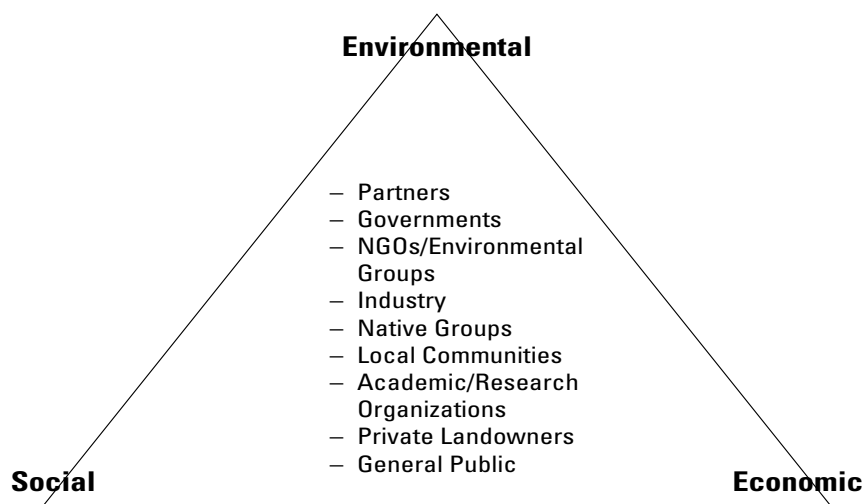 Environmental
– Partners
– Governments
– NGOs/Environmental
Groups
– Industry
– Native Groups
– Local Communities
– Academic/Research
Organizations
– Private Landowners
– General Public
Social
Economic